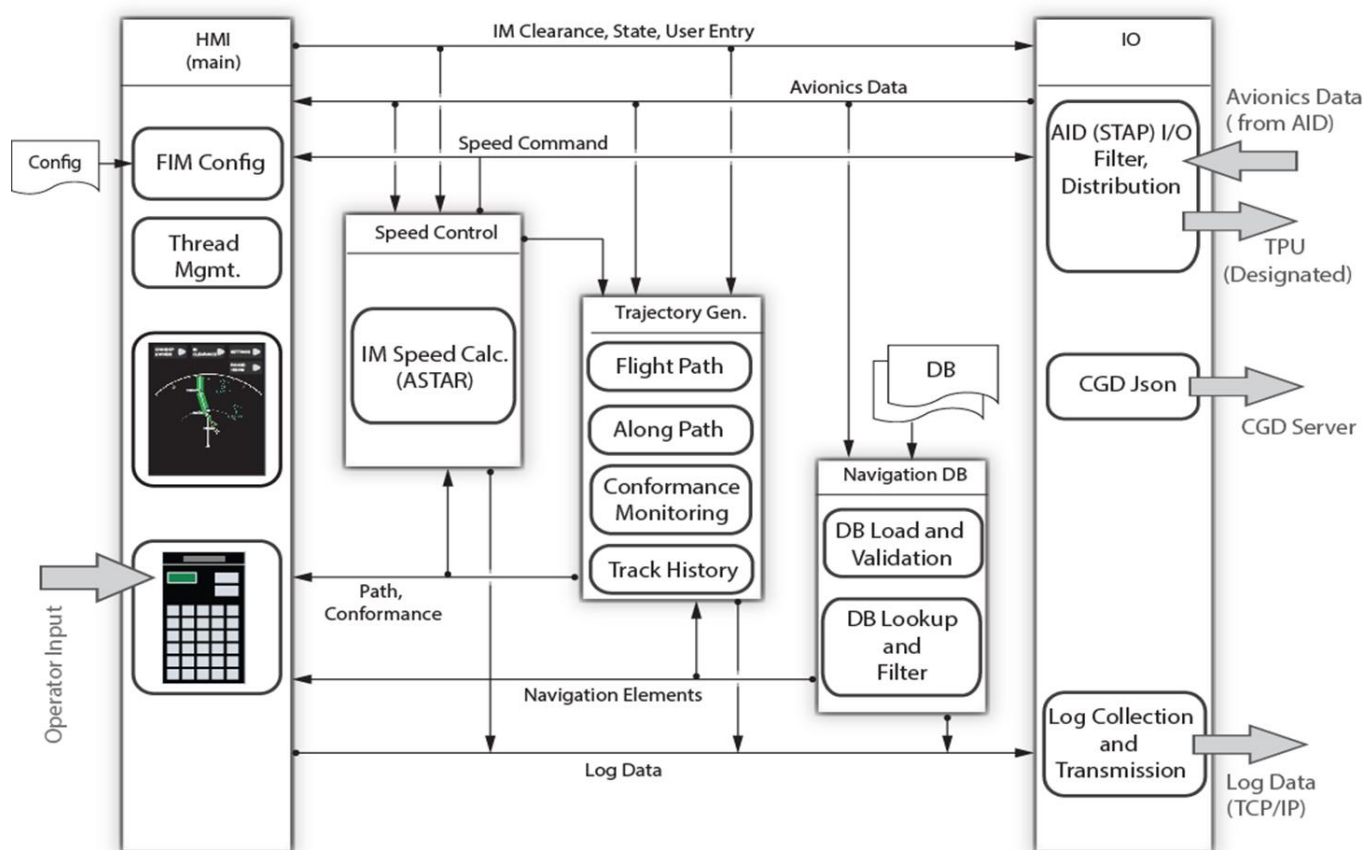 HMI
(main)
IM Clearance, State, User Entry
IO
Avionics Data
Avionics Data
( from AID)
AID (STAP) I/O
Filter,
Distribution
Config
FIM Config
Speed Command
Thread
Mgmt.
Speed Control
TPU
(Designated)
Trajectory Gen.
IM Speed Calc.
(ASTAR)
Flight Path
DB
CGD Json
CGD Server
Along Path
Conformance
Monitoring
Navigation DB
DB Load and
Validation
Track History
Path,
Conformance
DB Lookup
and
Filter
Operator Input
Navigation Elements
Log Collection
and
Transmission
Log Data
Log Data
(TCP/IP)